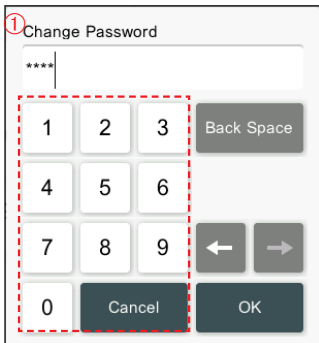 ①
Change Password
****
1 2 3 Back Space
4 5 6
7 8 9 ← →
0 Cancel OK